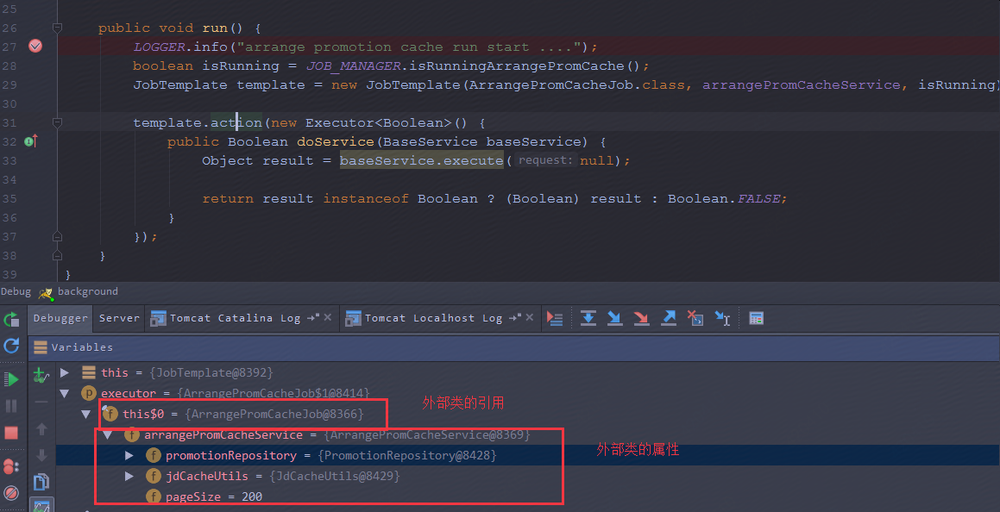 25
26 public void run() {
27 LOGGER.info("arrange promotion cache run start ....");
28 boolean isRunning = JOB_MANAGER.isRunningArrangePromCache();
29 JobTemplate template = new JobTemplate(ArrangePromCacheJob.class, arrangePromCacheService, isRunning)
30
31 template.action(new Executor<Boolean>() {
32 public Boolean doService(BaseService baseService) {
33 Object result = baseService.execute( request: null);
34
35 return result instanceof Boolean ? (Boolean) result : Boolean.FALSE;
36 }
37 });
38 }
39 }
Debug background
Debugger Server Tomcat Catalina Log Tomcat Localhost Log
Variables
this = {JobTemplate@8392}
executor = {ArrangePromCacheJob$1@8414}
外部类的引用
this$0 = {ArrangePromCacheJob@8366}
arrangePromCacheService = {ArrangePromCacheService@8369}
外部类的属性
promotionRepository = {PromotionRepository@8428}
jdCacheUtils = {JdCacheUtils@8429}
pageSize = 200